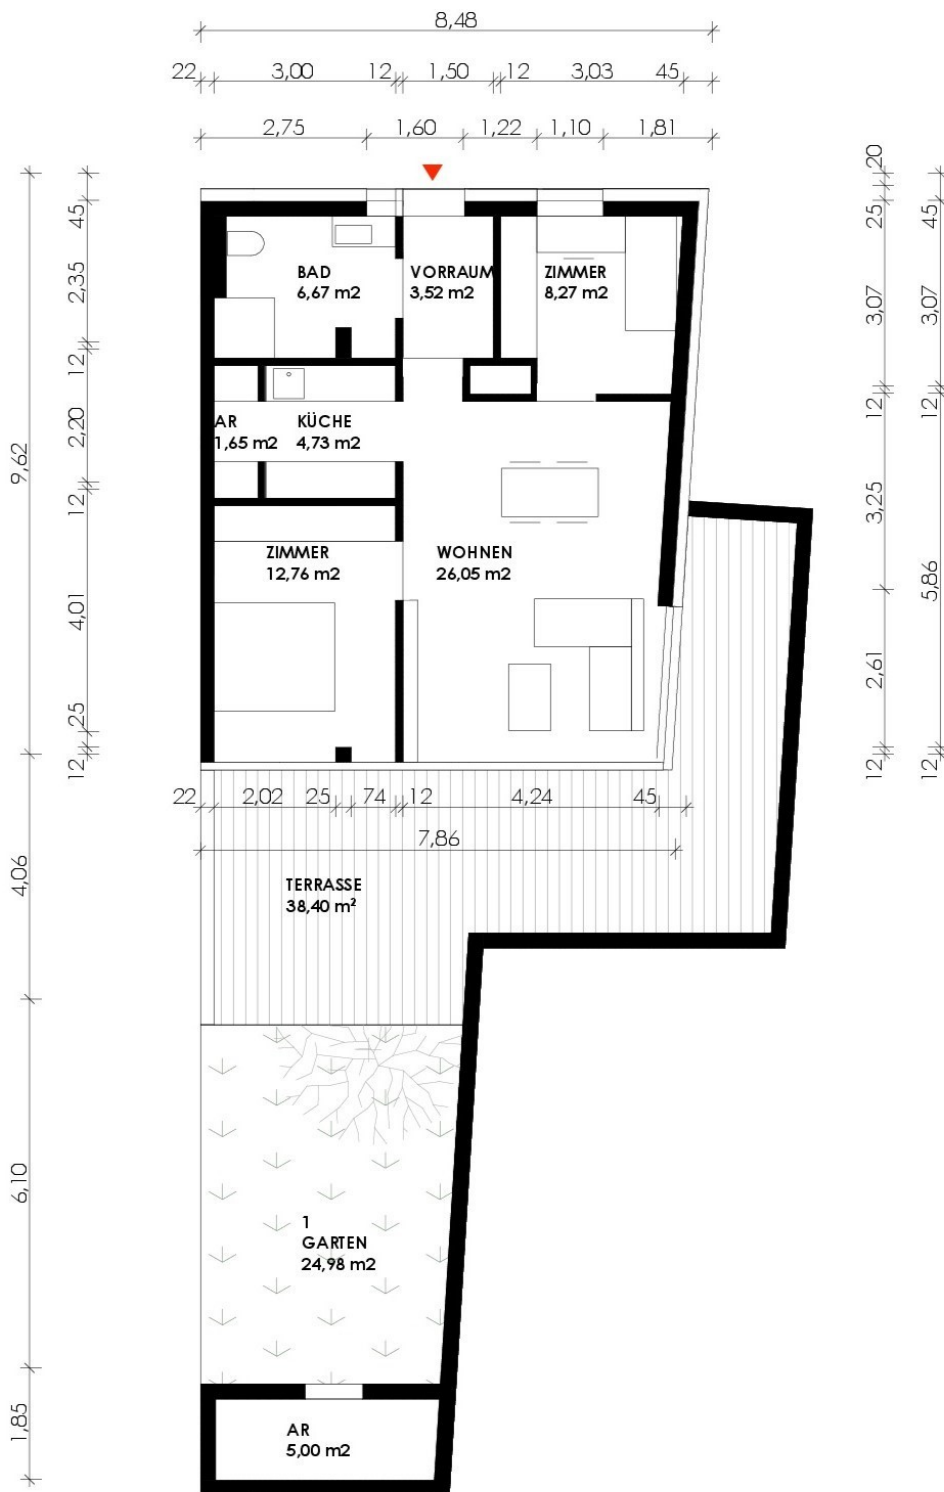 8,48
22 3,00 12 1,50 12 3,03 45
2,75 1,60 1,22 1,10 1,81
20
45 25 45
BAD VORRAUM ZIMMER
6,67 m2 3,52 m2 8,27 m2
2,35 3,07 3,07
12 12 12
AR KÜCHE
1,65 m2 4,73 m2
2,20
9,62
12 3,25
ZIMMER WOHNEN
12,76 m2 26,05 m2
5,86
4,01
2,61
25
12 12 12
22 2,02 25 74 12 4,24 45
7,86
4,06
TERRASSE
38,40 m²
6,10
1
GARTEN
24,98 m2
1,85
AR
5,00 m2